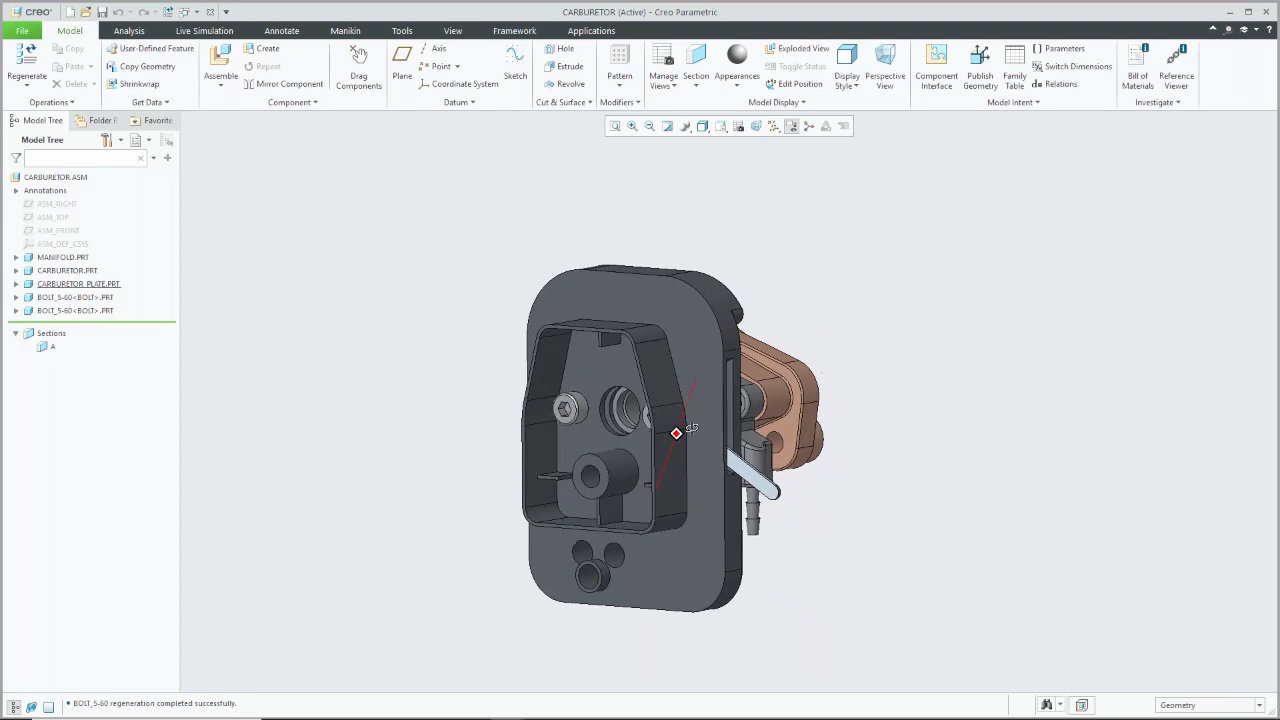 creo CARBURETOR (Active) - Creo Parametric
File Model Analysis Live Simulation Annotate Manikin Tools View Framework Applications
Regenerate Copy Paste Delete User-Defined Feature Copy Geometry Shrinkwrap Assemble Create Repeat Mirror Component Drag Components Plane Axis Point Coordinate System Sketch Hole Extrude Revolve Pattern Manage Views Section Appearances Exploded View Toggle Status Edit Position Display Style Perspective View Component Interface Publish Geometry Family Table Parameters Switch Dimensions Relations Bill of Materials Reference Viewer
Operations Get Data Component Datum Cut & Surface Modifiers Model Display Model Intent Investigate
Model Tree Folder Favorite
Model Tree
CARBURETOR.ASM
Annotations
ASM_RIGHT
ASM_TOP
ASM_FRONT
ASM_DEF_CSYS
MANIFOLD.PRT
CARBURETOR.PRT
CARBURETOR_PLATE.PRT
BOLT_5-60<BOLT>.PRT
BOLT_5-60<BOLT>.PRT
Sections
A
• BOLT_5-60 regeneration completed successfully.
Geometry